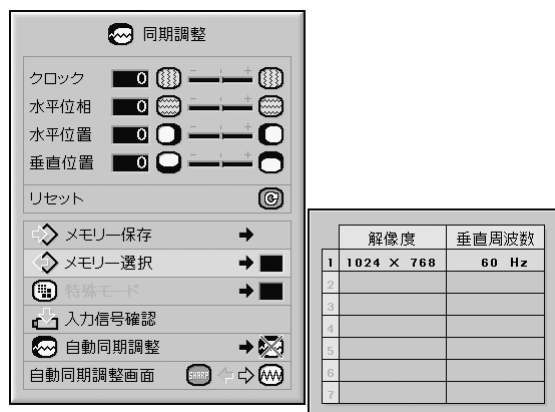 同期調整
クロック 0 - +
水平位相 0 - +
水平位置 0 - +
垂直位置 0 - +
リセット
メモリー保存
メモリー選択
特殊モード
入力信号確認
自動同期調整
自動同期調整画面 SHARP
解像度 垂直周波数
1 1024 × 768 60 Hz
2
3
4
5
6
7